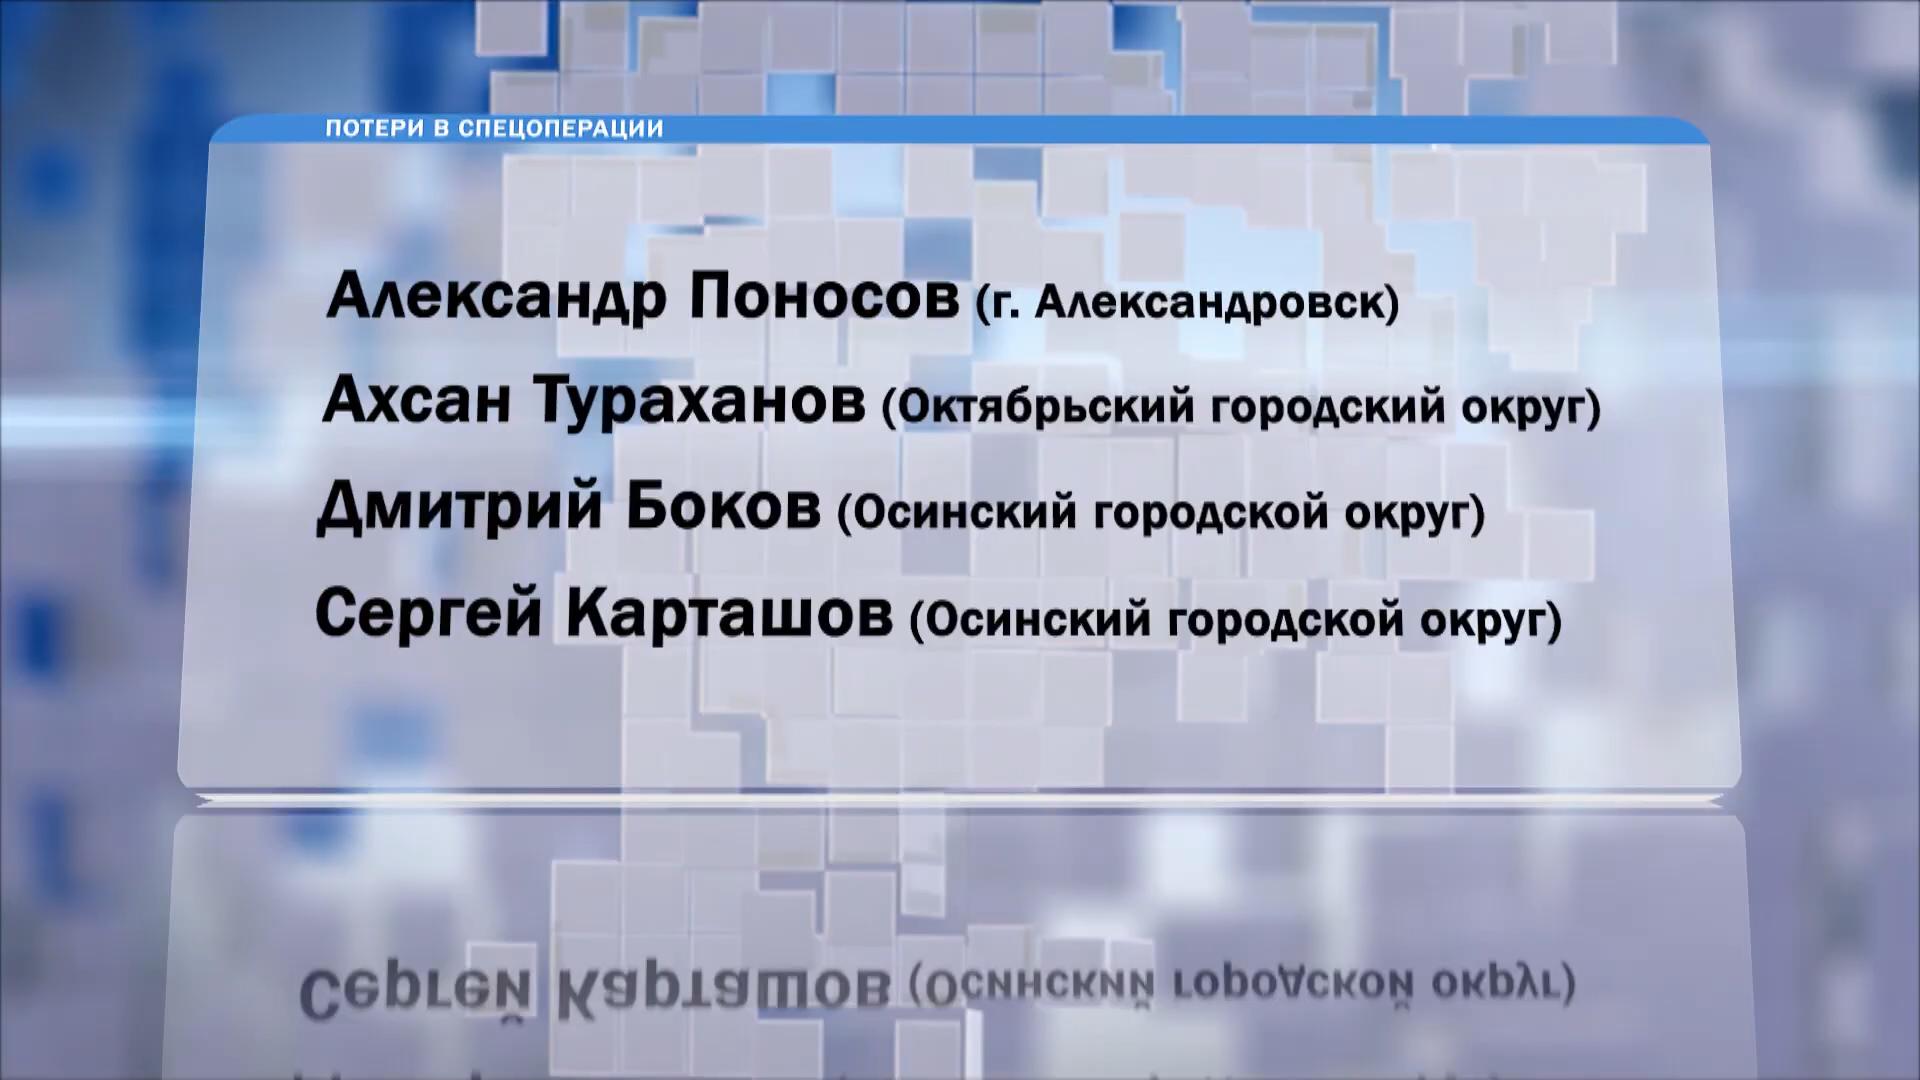 ПОТЕРИ В СПЕЦОПЕРАЦИИ
Александр Поносов (г. Александровск)
Ахсан Тураханов (Октябрьский городский округ)
Дмитрий Боков (Осинский городской округ)
Сергей Карташов (Осинский городской округ)